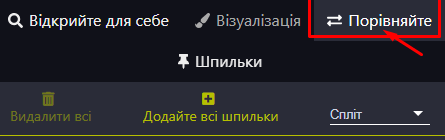 Відкрийте для себе Візуалізація Порівняйте
Шпильки
Видалити всі Додайте всі шпильки Спліт